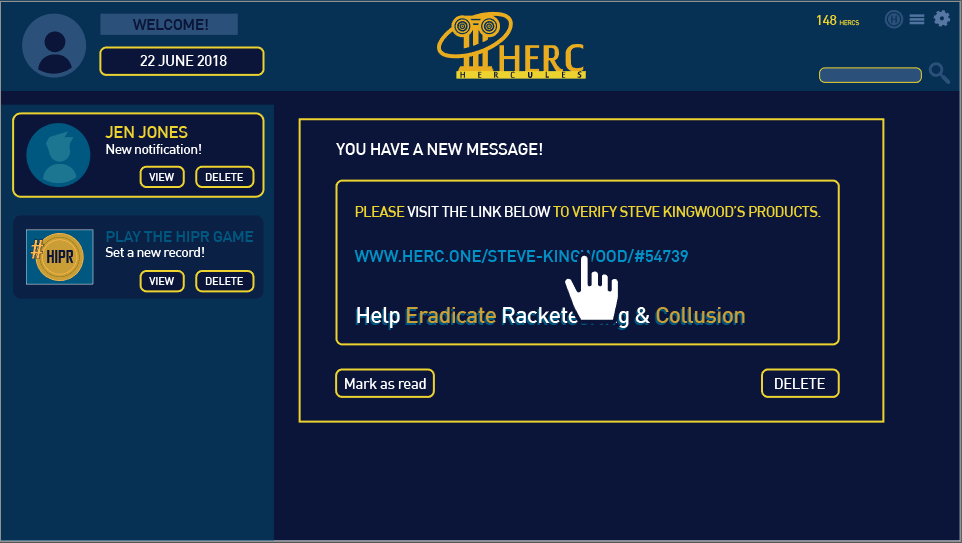 WELCOME!
22 JUNE 2018
HERC
HERCULES
148 HERCS
JEN JONES
New notification!
VIEW
DELETE
#HIPR
PLAY THE HIPR GAME
Set a new record!
VIEW
DELETE
YOU HAVE A NEW MESSAGE!
PLEASE VISIT THE LINK BELOW TO VERIFY STEVE KINGWOOD'S PRODUCTS.
WWW.HERC.ONE/STEVE-KINGWOOD/#54739
Help Eradicate Racketeering & Collusion
Mark as read
DELETE